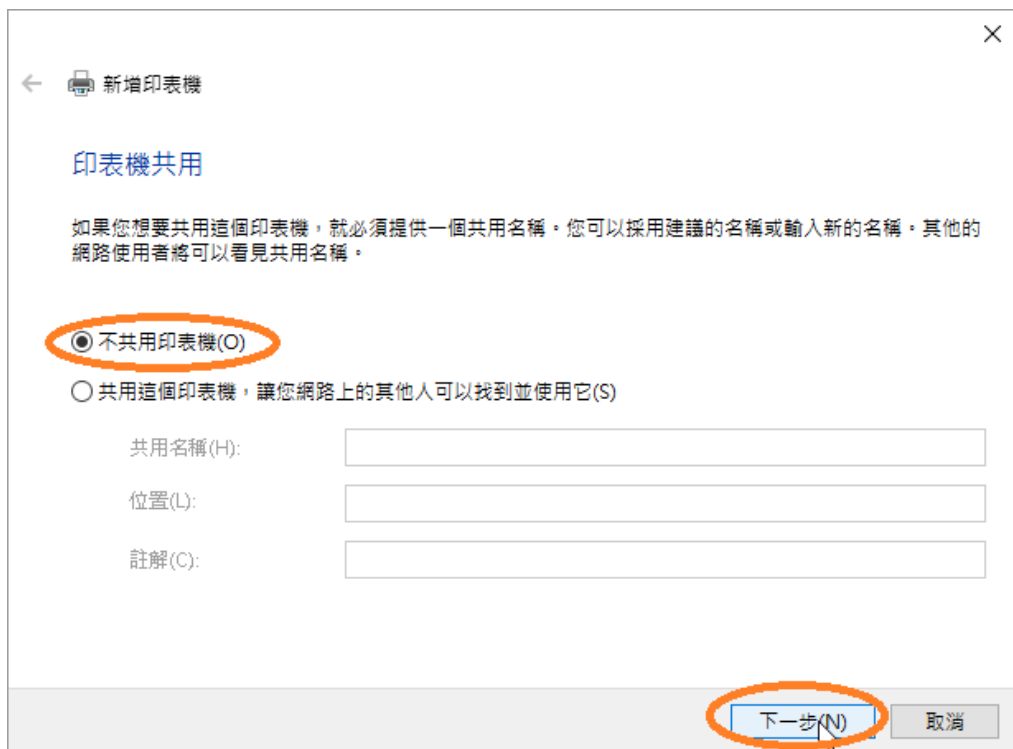 新增印表機
印表機共用
如果您想要共用這個印表機，就必須提供一個共用名稱。您可以採用建議的名稱或輸入新的名稱。其他的
網路使用者將可以看見共用名稱。
不共用印表機(O)
共用這個印表機，讓您網路上的其他人可以找到並使用它(S)
共用名稱(H):
位置(L):
註解(C):
下一步(N) 取消